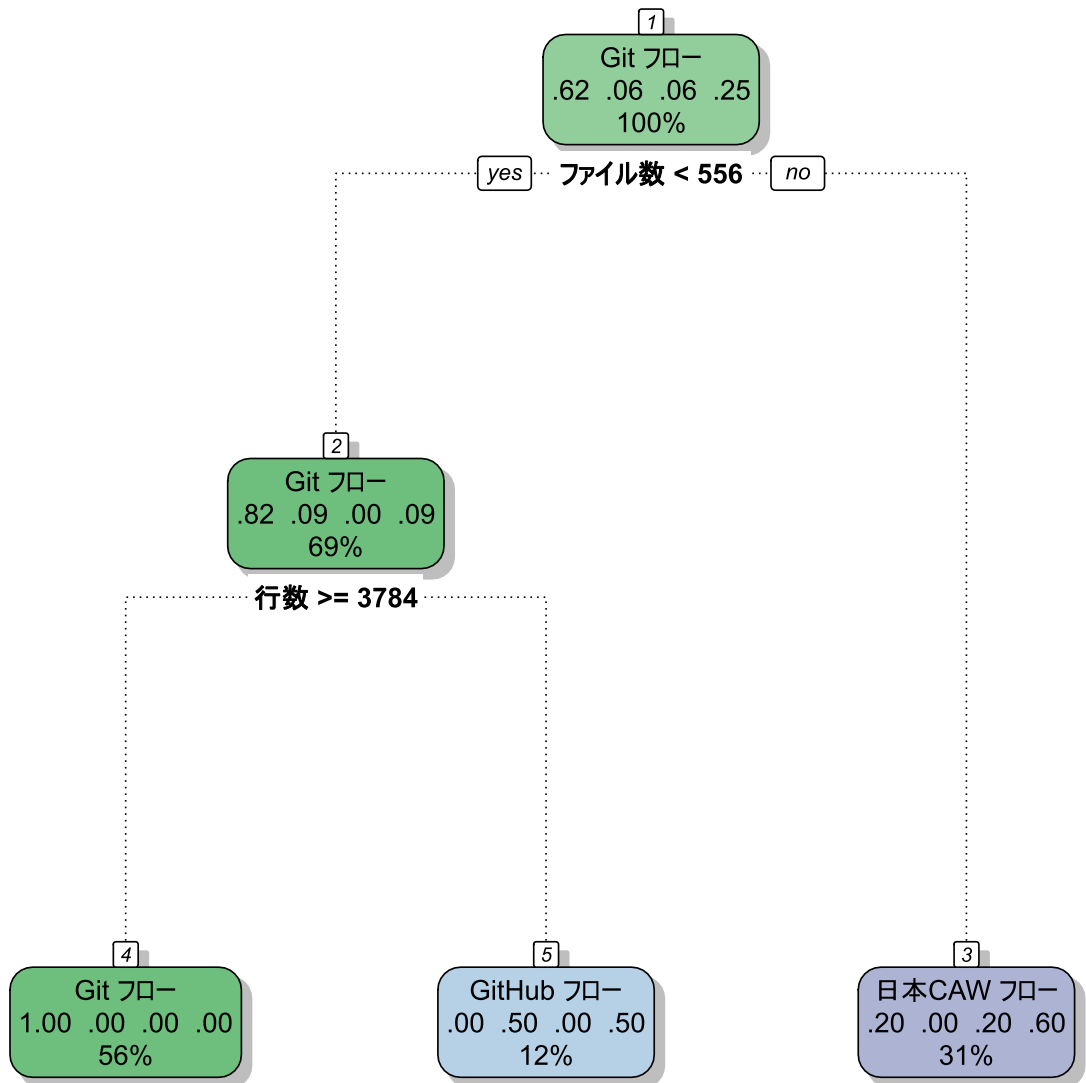 1
Git フロー
.62 .06 .06 .25
100%
yes ファイル数 < 556 no
2
Git フロー
.82 .09 .00 .09
69%
行数 >= 3784
4
Git フロー
1.00 .00 .00 .00
56%
5
GitHub フロー
.00 .50 .00 .50
12%
3
日本CAW フロー
.20 .00 .20 .60
31%